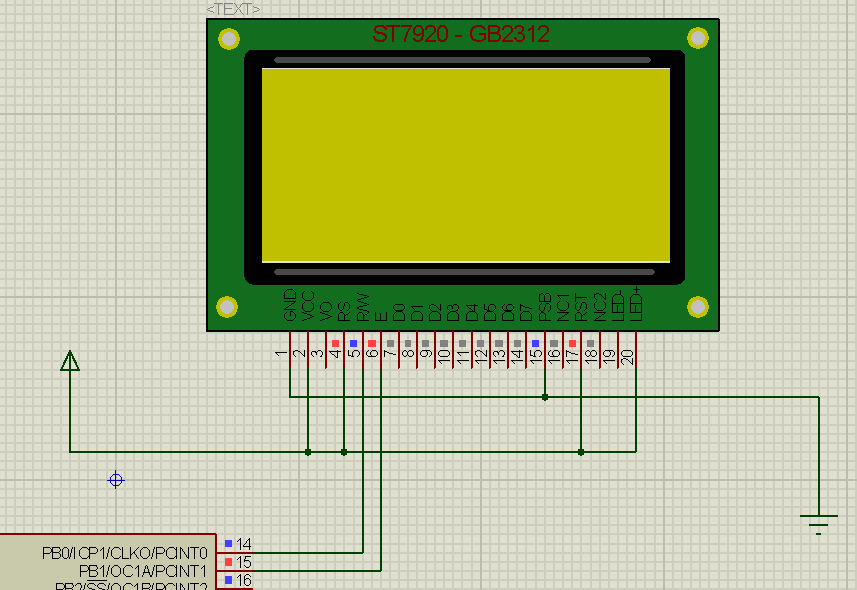 <TEXT>
ST7920 - GB2312
GND VCC VO RS R/W E D0 D1 D2 D3 D4 D5 D6 D7 PSB NC1 RST NC2 LED- LED+
1 2 3 4 5 6 7 8 9 10 11 12 13 14 15 16 17 18 19 20
PB0/ICP1/CLKO/PCINT0 14
PB1/OC1A/PCINT1 15
PB2/SS/OC1B/PCINT2 16